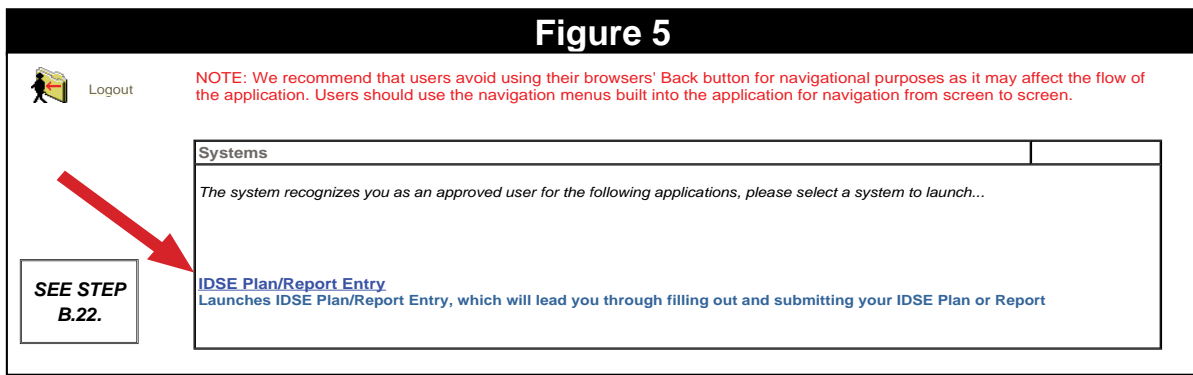 Figure 5
Logout
NOTE: We recommend that users avoid using their browsers' Back button for navigational purposes as it may affect the flow of
the application. Users should use the navigation menus built into the application for navigation from screen to screen.
Systems
The system recognizes you as an approved user for the following applications, please select a system to launch...
IDSE Plan/Report Entry
Launches IDSE Plan/Report Entry, which will lead you through filling out and submitting your IDSE Plan or Report
SEE STEP
B.22.